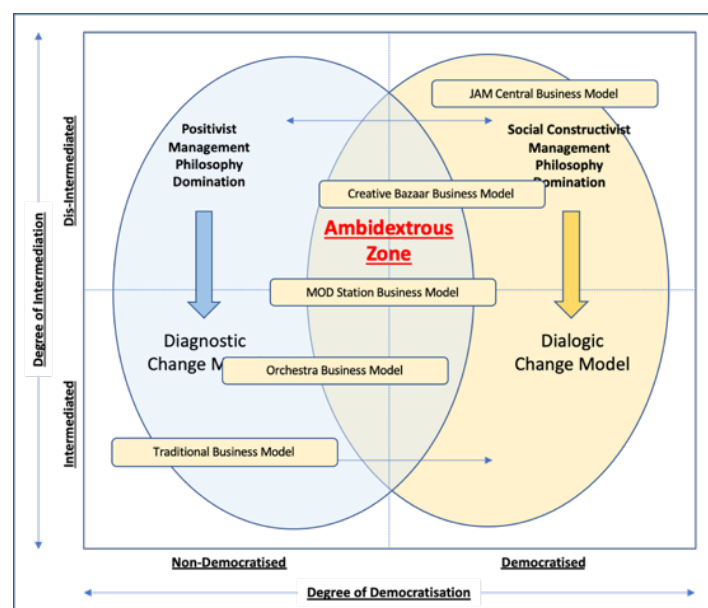 JAM Central Business Model
Positivist
Management
Philosophy
Domination
Social Constructivist
Management
Philosophy
Domination
Creative Bazaar Business Model
Ambidextrous
Zone
MOD Station Business Model
Diagnostic
Change M
Dialogic
Change Model
Orchestra Business Model
Traditional Business Model
Degree of Intermediation
Dis-Intermediated
Intermediated
Non-Democratised
Democratised
Degree of Democratisation